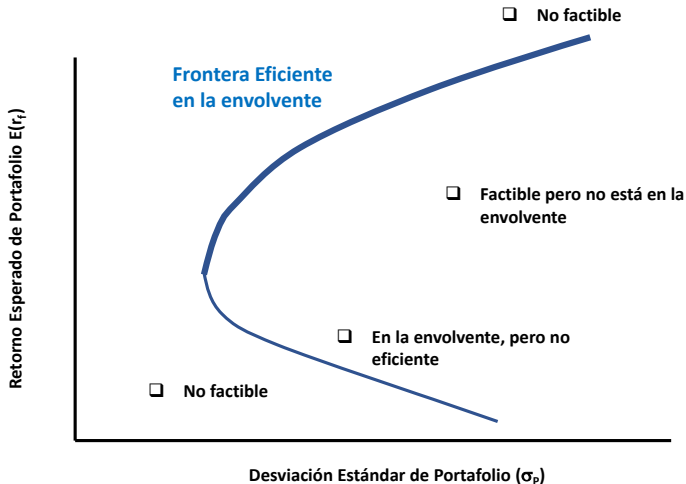 ❑ No factible
Frontera Eficiente
en la envolvente
Retorno Esperado de Portafolio E(rf)
❑ Factible pero no está en la
envolvente
❑ En la envolvente, pero no
eficiente
❑ No factible
Desviación Estándar de Portafolio (σP)